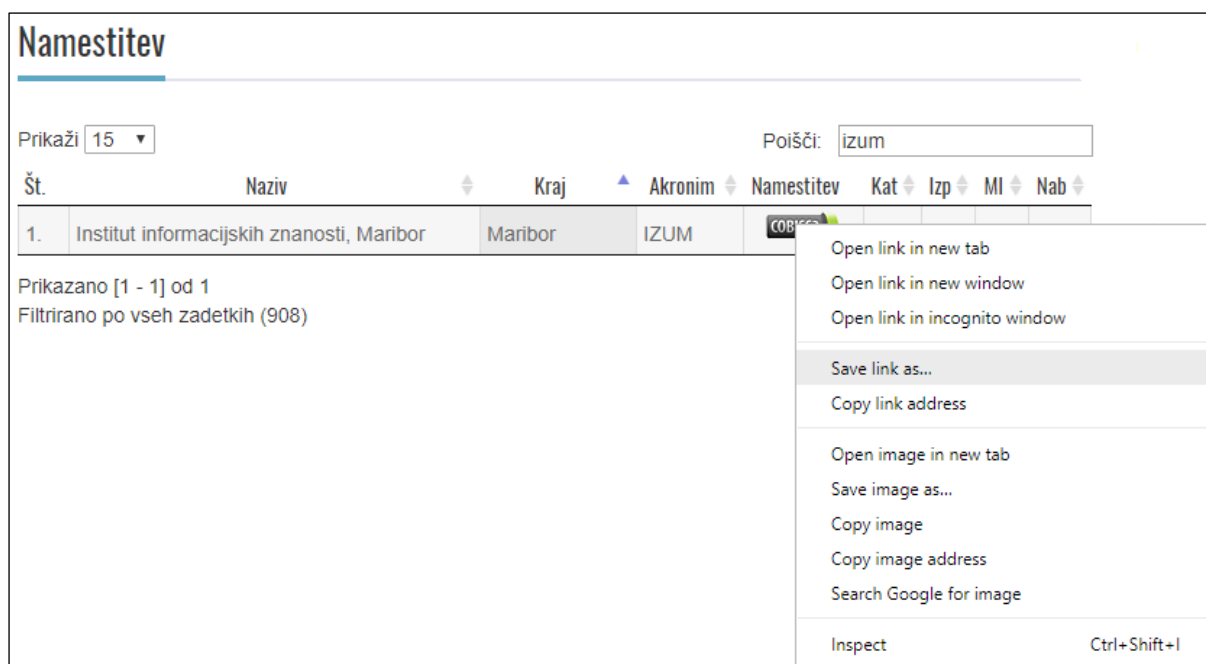 Namestitev
Prikaži 15
Poišči: izum
Št. Naziv Kraj Akronim Namestitev Kat Izp MI Nab
1. Institut informacijskih znanosti, Maribor Maribor IZUM
Prikazano [1 - 1] od 1
Filtrirano po vseh zadetkih (908)
Open link in new tab
Open link in new window
Open link in incognito window
Save link as...
Copy link address
Open image in new tab
Save image as...
Copy image
Copy image address
Search Google for image
Inspect Ctrl+Shift+I